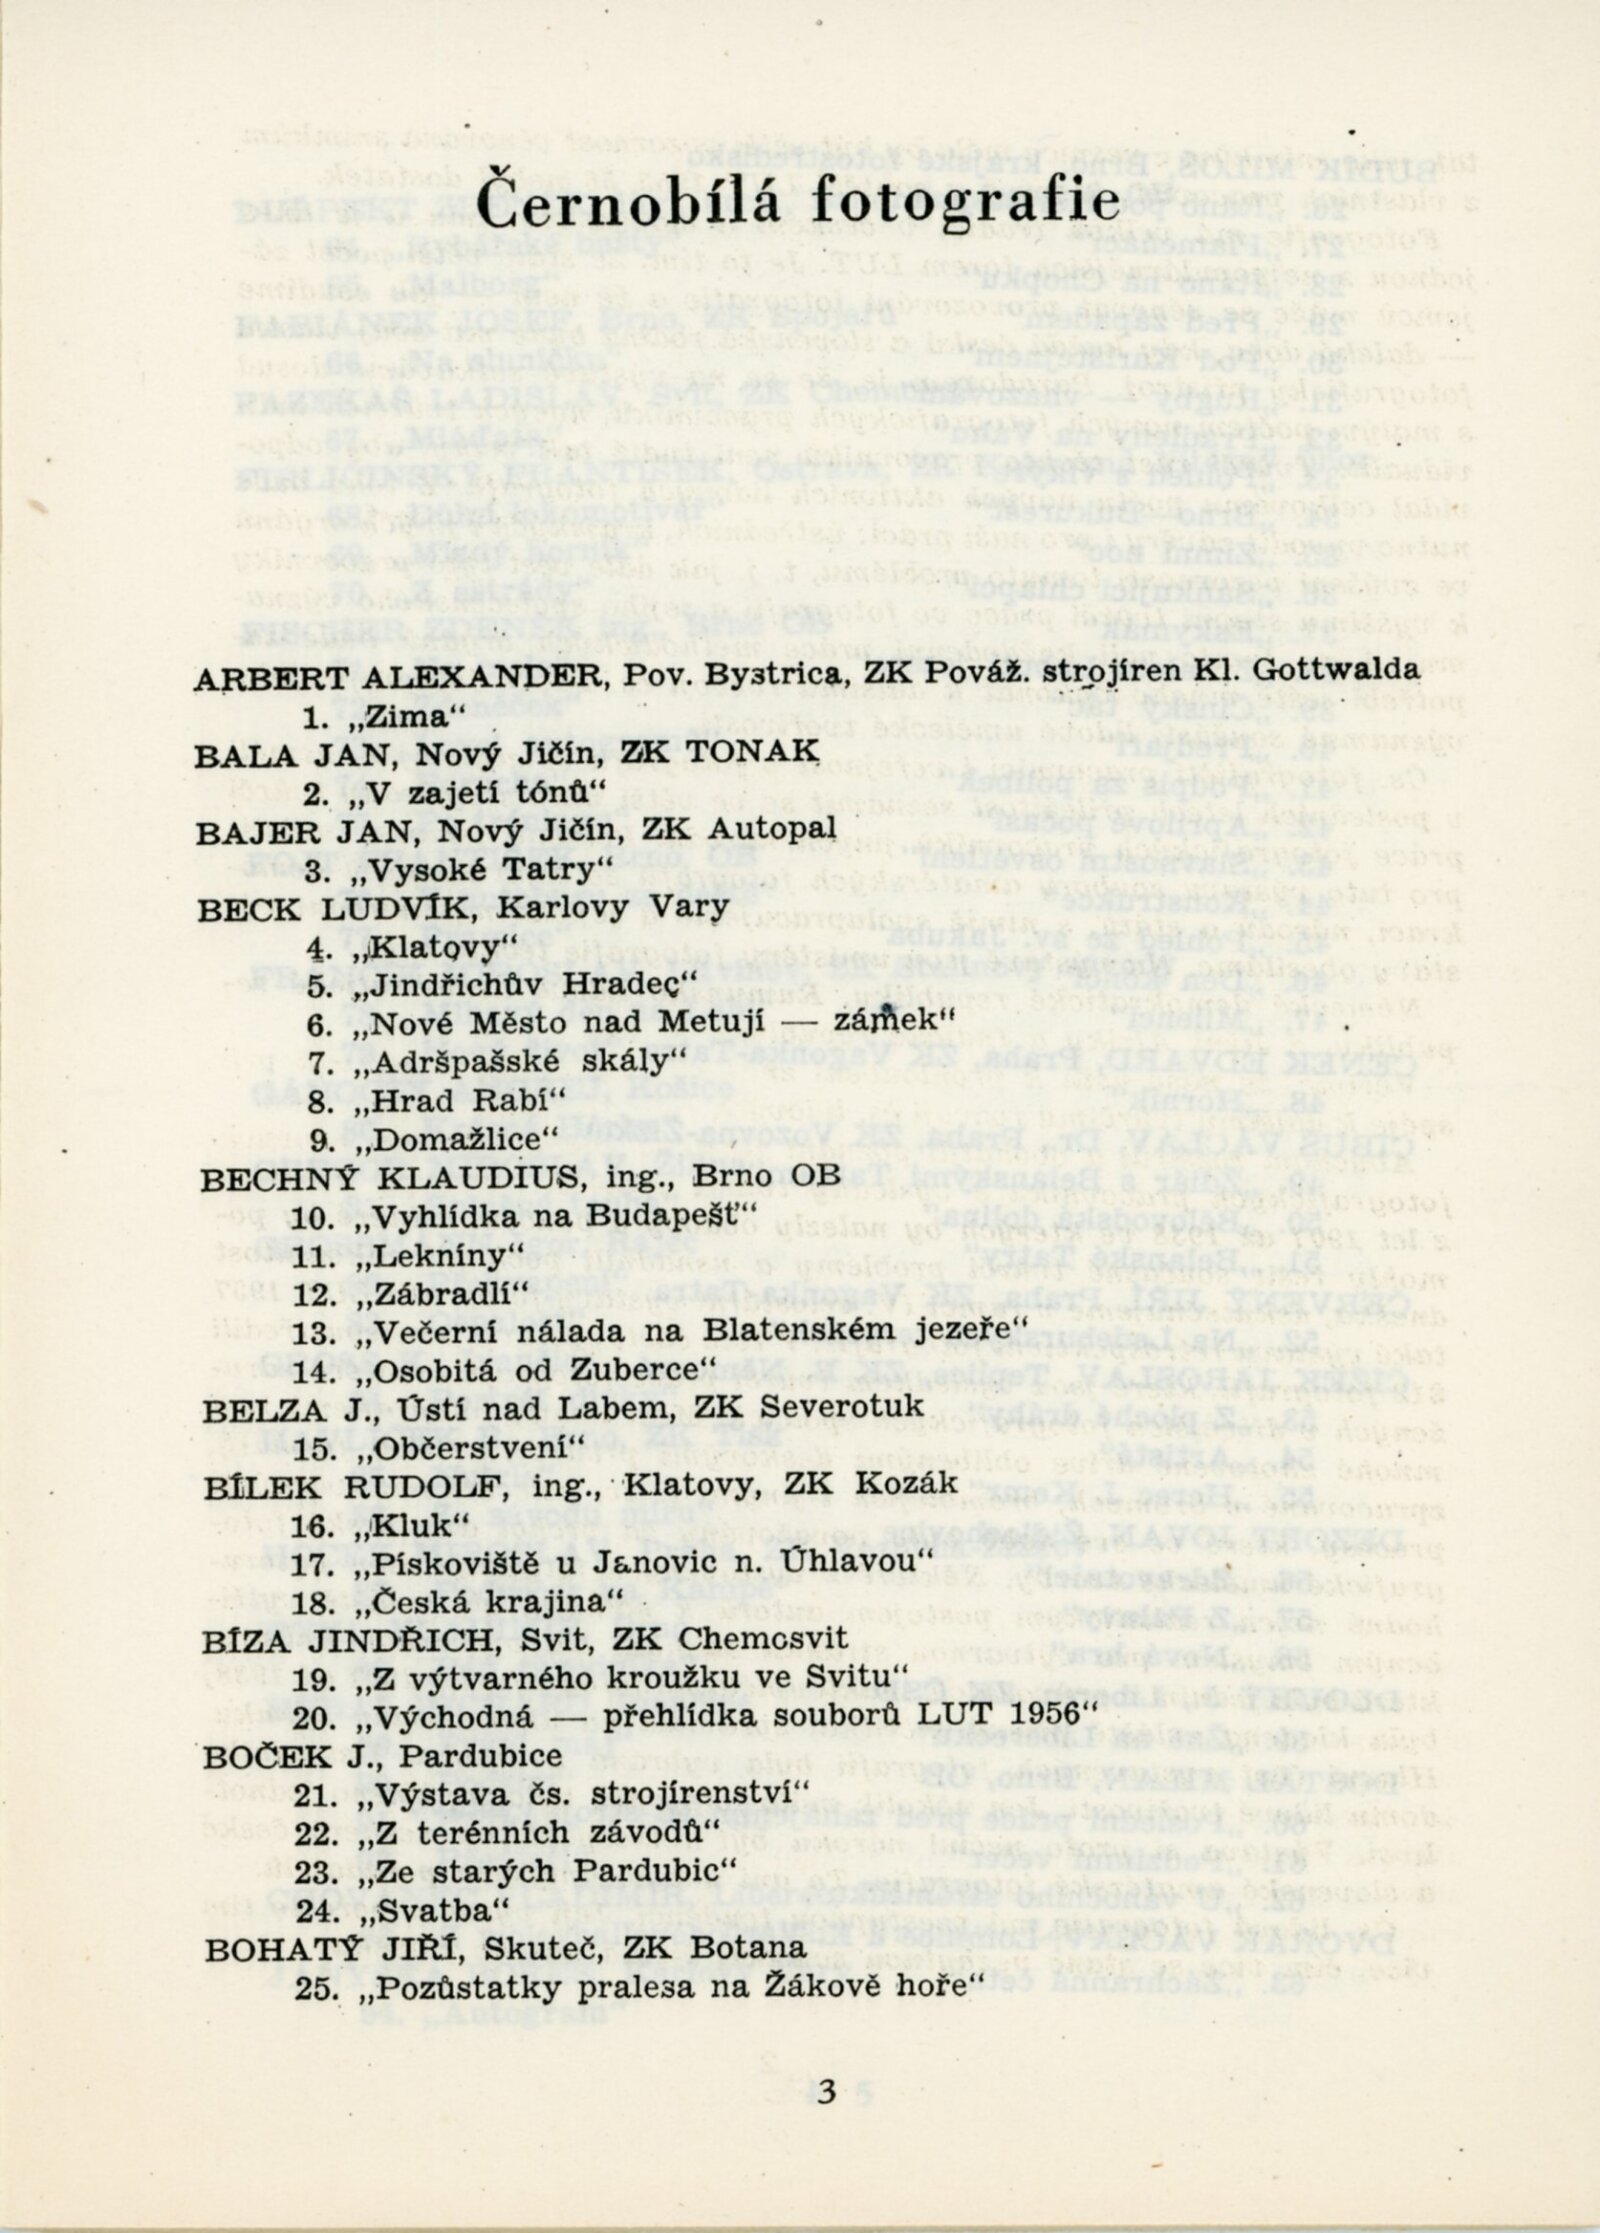 Černobílá fotografie
ARBERT ALEXANDER, Pov. Bystrica, ZK Pováž. strojíren Kl. Gottwalda
1. „Zima“
BALA JAN, Nový Jičín, ZK TONAK
2. „V zajetí tónů“
BAJER JAN, Nový Jičín, ZK Autopal
3. „Vysoké Tatry“
BECK LUDVÍK, Karlovy Vary
4. „Klatovy“
5. „Jindřichův Hradec“
6. „Nové Město nad Metují — zámek“
7. „Adršpašské skály“
8. „Hrad Rabí“
9. „Domažlice“
BECHNÝ KLAUDIUS, ing., Brno OB
10. „Vyhlídka na Budapešť“
11. „Lekníny“
12. „Zábradlí“
13. „Večerní nálada na Blatenském jezeře“
14. „Osobitá od Zuberce“
BELZA J., Ústí nad Labem, ZK Severotuk
15. „Občerstvení“
BÍLEK RUDOLF, ing., Klatovy, ZK Kozák
16. „Kluk“
17. „Pískoviště u Janovic n. Úhlavou“
18. „Česká krajina“
BÍZA JINDŘICH, Svit, ZK Chemosvit
19. „Z výtvarného kroužku ve Svitu“
20. „Východná — přehlídka souborů LUT 1956“
BOČEK J., Pardubice
21. „Výstava čs. strojírenství“
22. „Z terénních závodů“
23. „Ze starých Pardubic“
24. „Svatba“
BOHATÝ JIŘÍ, Skuteč, ZK Botana
25. „Pozůstatky pralesa na Žákově hoře“
3